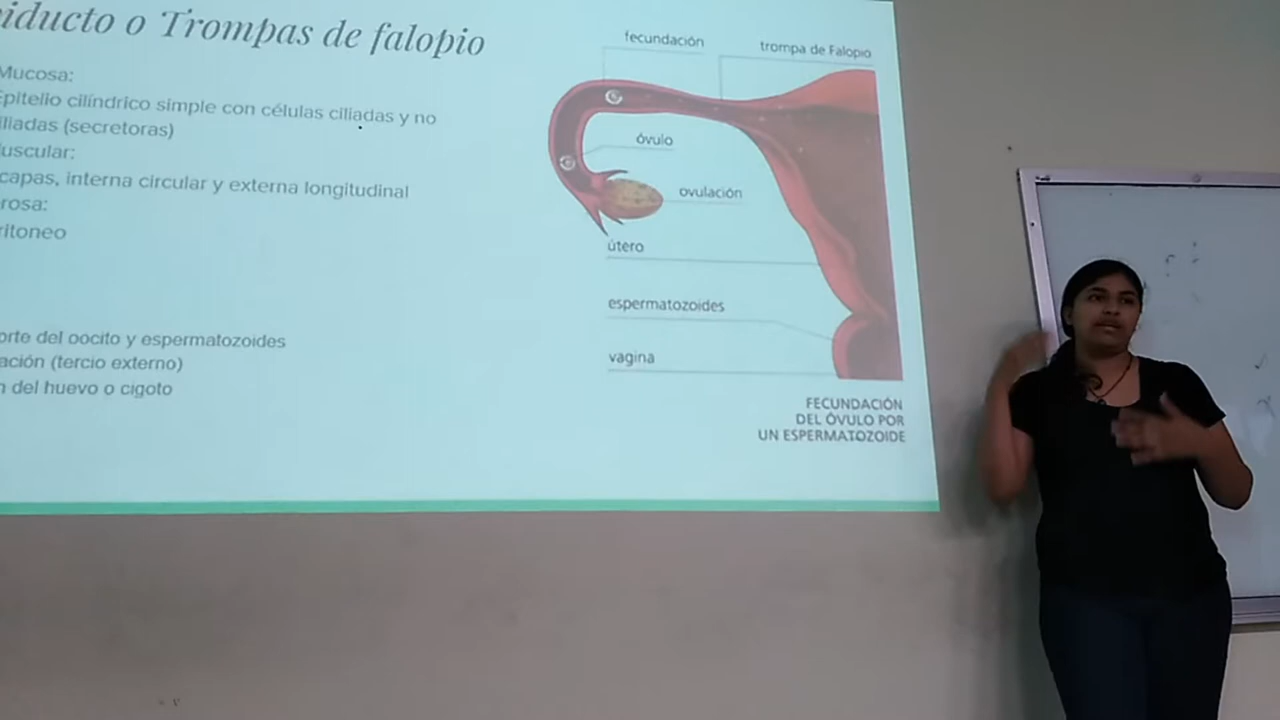 iducto o Trompas de falopio
Mucosa:
Epitelio cilíndrico simple con células ciliadas y no
iliadas (secretoras)
uscular:
capas, interna circular y externa longitudinal
rosa:
ritoneo
orte del oocito y espermatozoides
ación (tercio externo)
n del huevo o cigoto
fecundación
trompa de Falopio
óvulo
ovulación
útero
espermatozoides
vagina
FECUNDACIÓN
DEL ÓVULO POR
UN ESPERMATOZOIDE